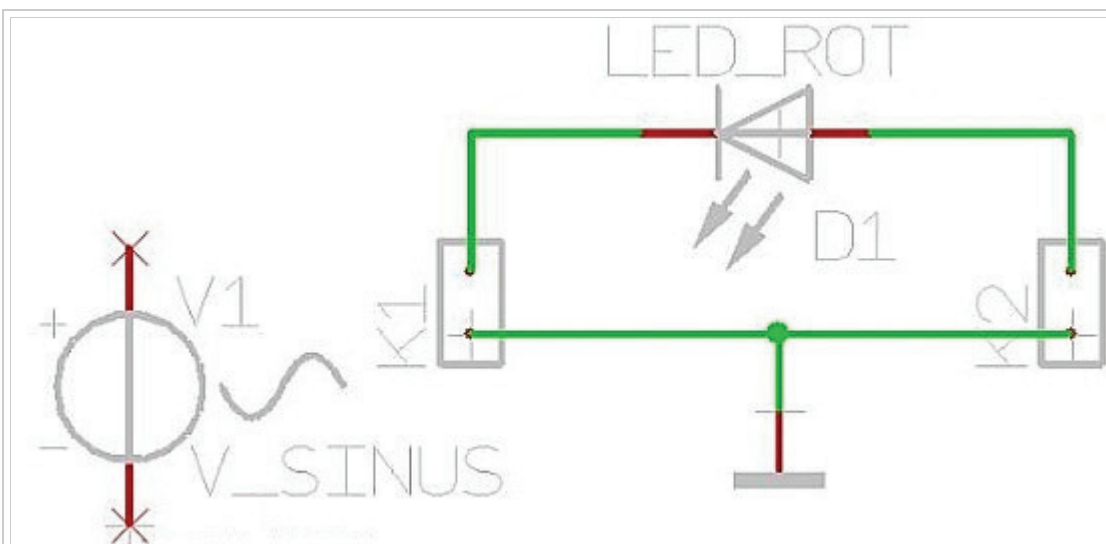 LED_ROT
D1
V1
K1
K2
+
-
V_SINUS